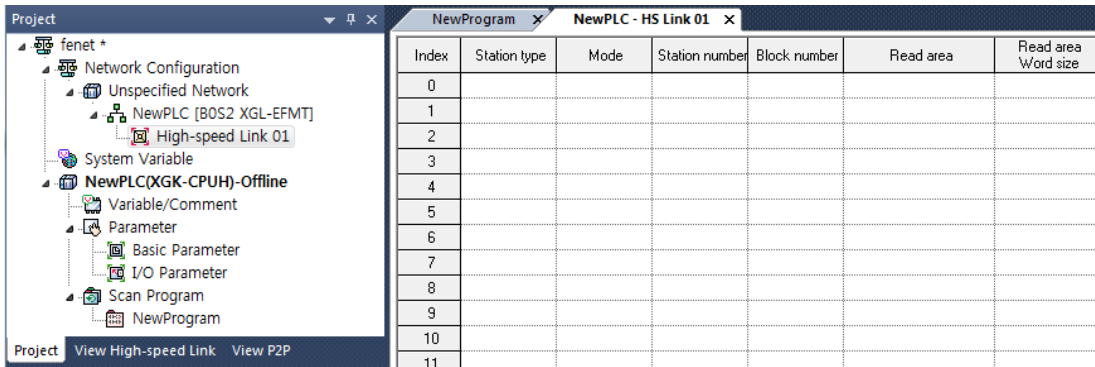 Project
fenet *
Network Configuration
Unspecified Network
NewPLC [B0S2 XGL-EFMT]
High-speed Link 01
System Variable
NewPLC(XGK-CPUH)-Offline
Variable/Comment
Parameter
Basic Parameter
I/O Parameter
Scan Program
NewProgram
Project View High-speed Link View P2P
NewProgram NewPLC - HS Link 01
Index Station type Mode Station number Block number Read area Read area Word size
0
1
2
3
4
5
6
7
8
9
10
11